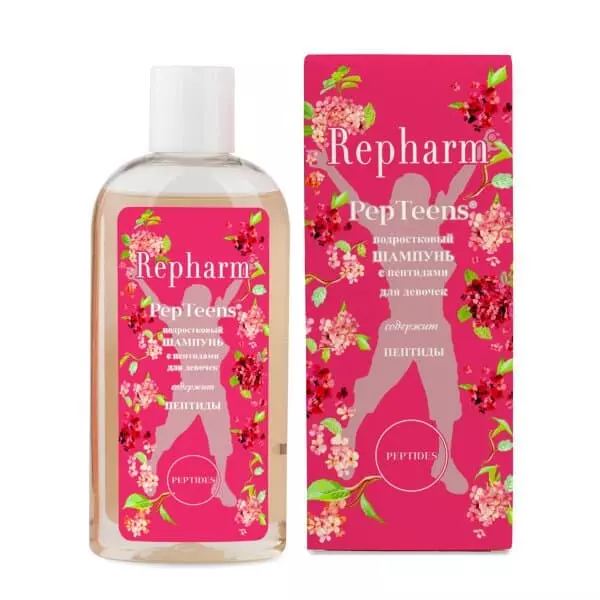 Repharm
PepTeens
подростковый
ШАМПУНЬ
с пептидами
для девочек
содержит
ПЕПТИДЫ
PEPTIDES
Repharm®
PepTeens®
подростковый
ШАМПУНЬ
с пептидами
для девочек
содержит
ПЕПТИДЫ
PEPTIDES